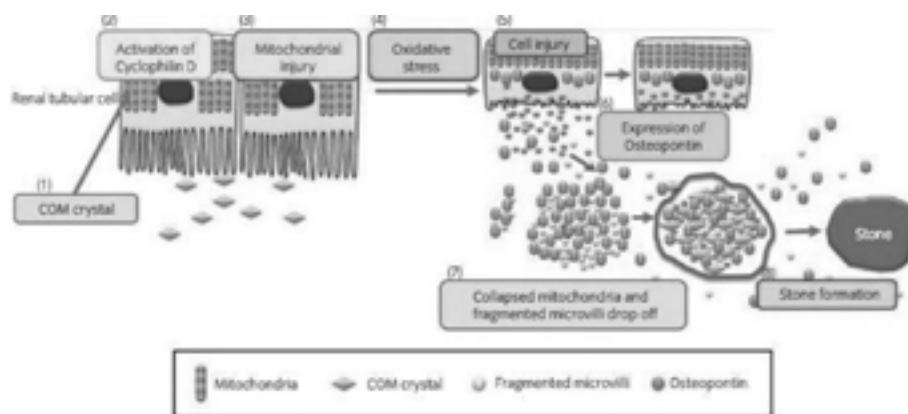 (2)
(3)
(4)
(5)
Activation of
Cyclophilin D
Mitochondrial
injury
Oxidative
stress
Cell injury
Renal tubular cell
(6)
Expression of
Osteopontin
(1)
COM crystal
Stone
(7)
Collapsed mitochondria and
fragmented microvilli drop off
Stone formation
Mitochondria
COM crystal
Fragmented microvilli
Osteopontin